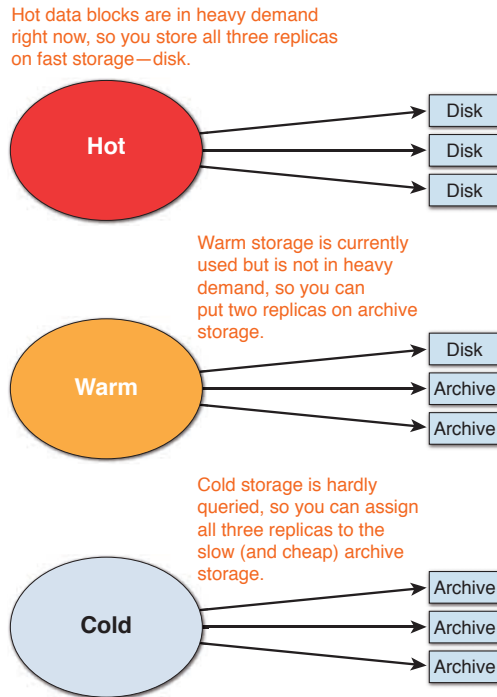 Hot data blocks are in heavy demand
right now, so you store all three replicas
on fast storage—disk.
Hot
Disk
Disk
Disk
Warm storage is currently
used but is not in heavy
demand, so you can
put two replicas on archive
storage.
Warm
Disk
Archive
Archive
Cold storage is hardly
queried, so you can assign
all three replicas to the
slow (and cheap) archive
storage.
Cold
Archive
Archive
Archive